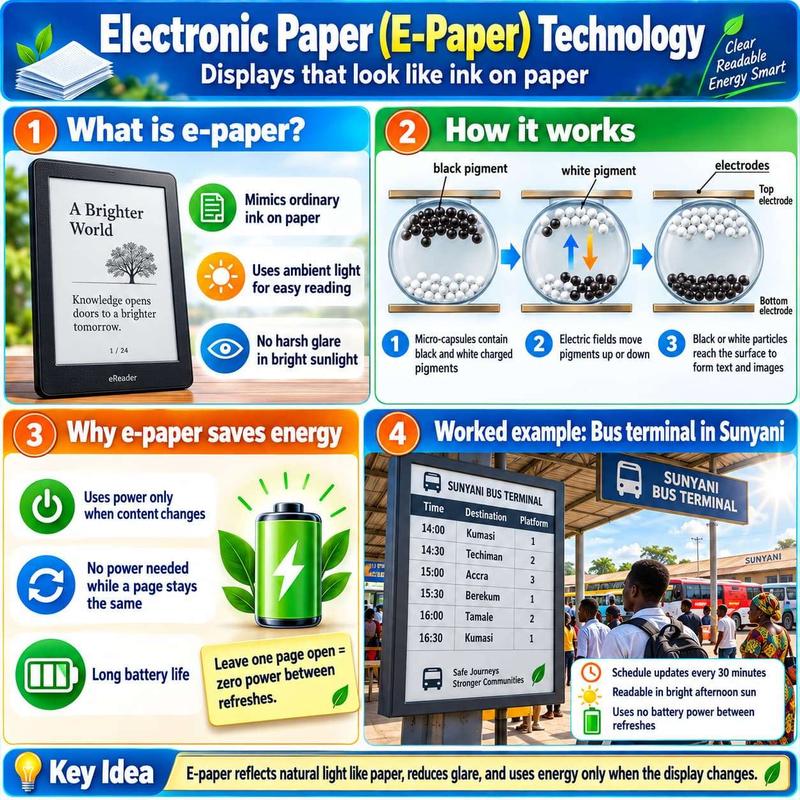 Electronic Paper (E-Paper) Technology
Displays that look like ink on paper
Clear
Readable
Energy Smart
1 What is e-paper?
A Brighter
World
Knowledge opens
doors to a brighter
tomorrow.
1 / 24
eReader
Mimics ordinary
ink on paper
Uses ambient light
for easy reading
No harsh glare
in bright sunlight
2 How it works
black pigment
white pigment
electrodes
Top
electrode
Bottom
electrode
1 Micro-capsules contain
black and white charged
pigments
2 Electric fields move
pigments up or down
3 Black or white particles
reach the surface to
form text and images
3 Why e-paper saves energy
Uses power only
when content changes
No power needed
while a page stays
the same
Long battery life
Leave one page open =
zero power between
refreshes.
4 Worked example: Bus terminal in Sunyani
SUNYANI BUS TERMINAL
Time Destination Platform
14:00 Kumasi 1
14:30 Techiman 2
15:00 Accra 3
15:30 Berekum 1
16:00 Tamale 2
16:30 Kumasi 1
Safe Journeys
Stronger Communities
SUNYANI
BUS TERMINAL
SUNYANI
Schedule updates every 30 minutes
Readable in bright afternoon sun
Uses no battery power between
refreshes
Key Idea
E-paper reflects natural light like paper, reduces glare, and uses energy only when the display changes.